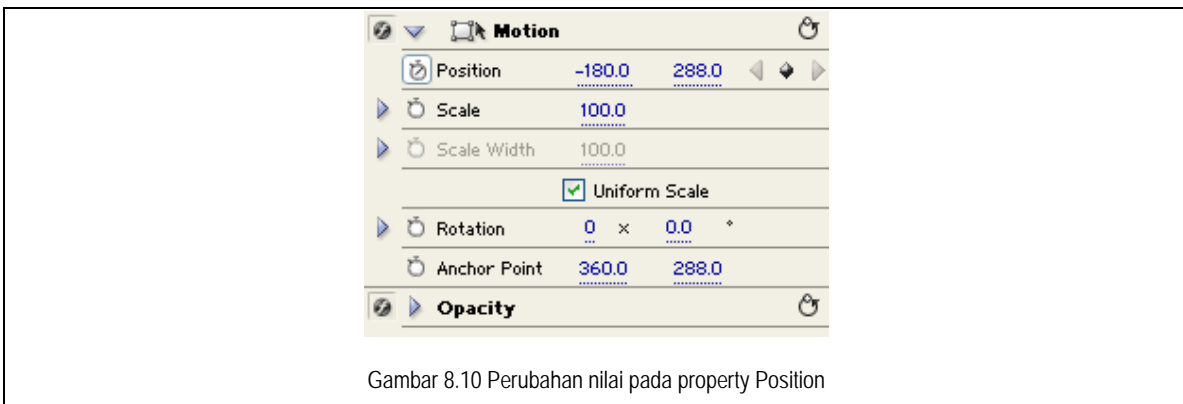 Motion
Position -180.0 288.0
Scale 100.0
Scale Width 100.0
Uniform Scale
Rotation 0 x 0.0 °
Anchor Point 360.0 288.0
Opacity
Gambar 8.10 Perubahan nilai pada property Position